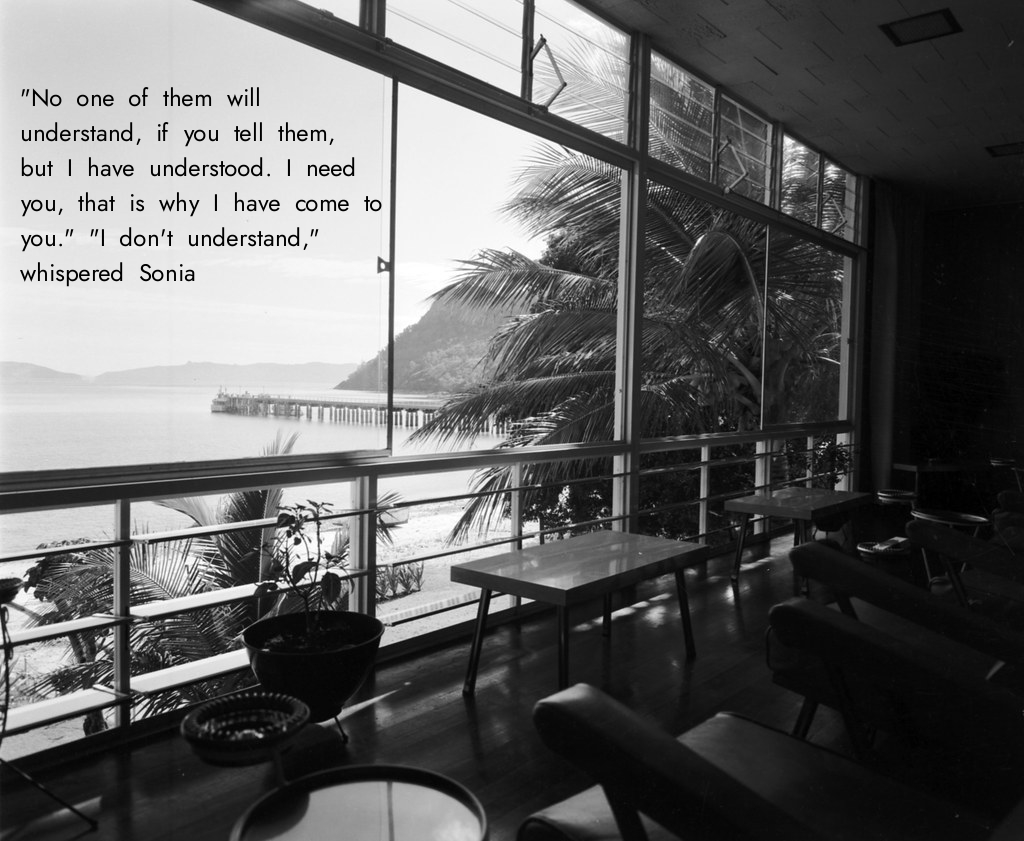 "No one of them will
understand, if you tell them,
but I have understood. I need
you, that is why I have come to
you." "I don't understand,"
whispered Sonia